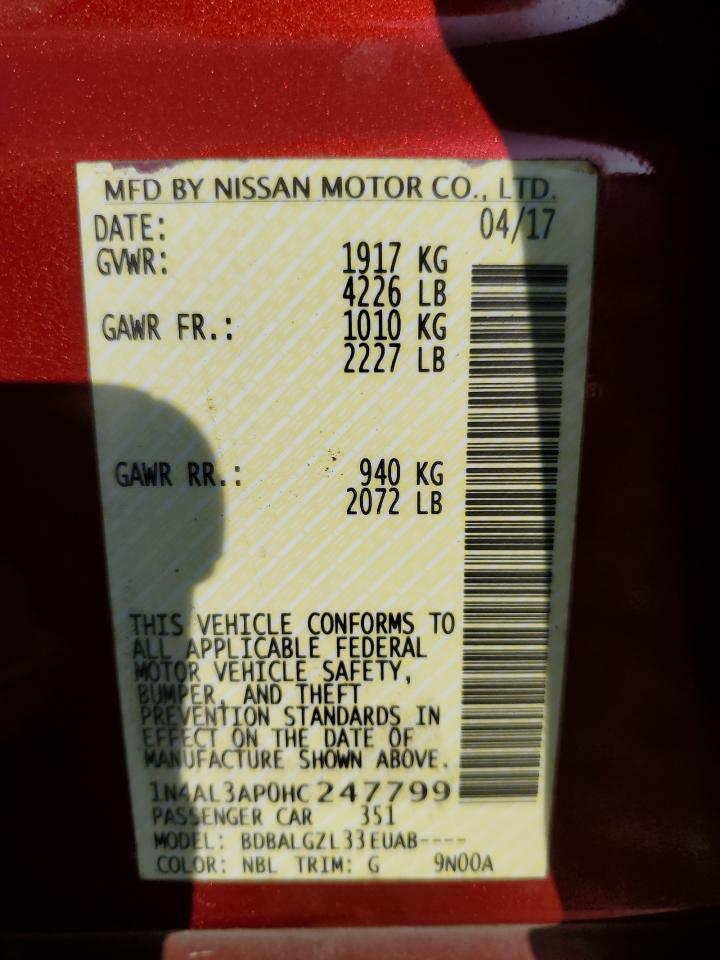 MFD BY NISSAN MOTOR CO., LTD.
DATE: 04/17
GVWR: 1917 KG
4226 LB
GAWR FR.: 1010 KG
2227 LB
GAWR RR.: 940 KG
2072 LB
THIS VEHICLE CONFORMS TO
ALL APPLICABLE FEDERAL
MOTOR VEHICLE SAFETY,
BUMPER, AND THEFT
PREVENTION STANDARDS IN
EFFECT ON THE DATE OF
MANUFACTURE SHOWN ABOVE.
1N4AL3AP0HC247799
PASSENGER CAR 351
MODEL: BDBALGZL33EUAB----
COLOR: NBL TRIM: G 9N00A